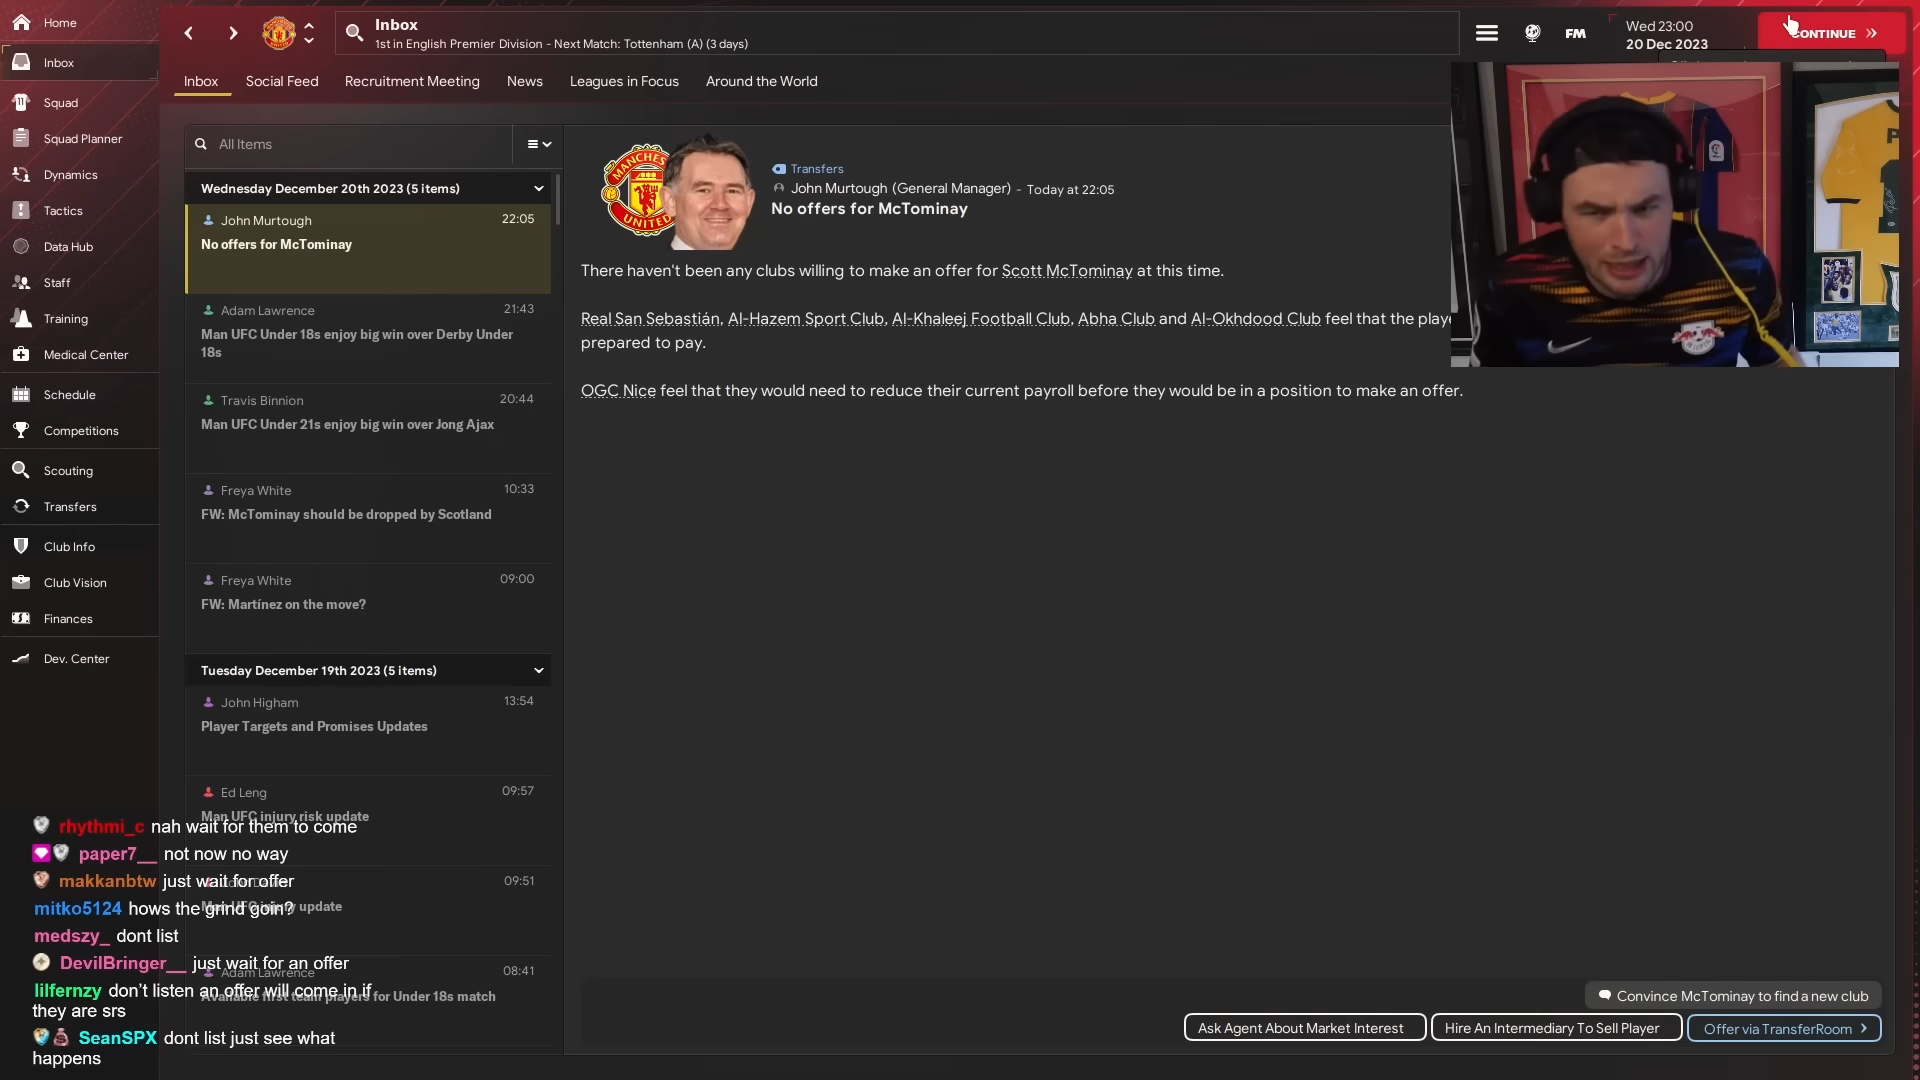 Home
Inbox
Squad
Squad Planner
Dynamics
Tactics
Data Hub
Staff
Training
Medical Center
Schedule
Competitions
Scouting
Transfers
Club Info
Club Vision
Finances
Dev. Center
Inbox
1st in English Premier Division - Next Match: Tottenham (A) (3 days)
FM
Wed 23:00
20 Dec 2023
CONTINUE
Inbox Social Feed Recruitment Meeting News Leagues in Focus Around the World
All Items
Wednesday December 20th 2023 (5 items)
John Murtough 22:05
No offers for McTominay
Adam Lawrence 21:43
Man UFC Under 18s enjoy big win over Derby Under
18s
Travis Binnion 20:44
Man UFC Under 21s enjoy big win over Jong Ajax
Freya White 10:33
FW: McTominay should be dropped by Scotland
Freya White 09:00
FW: Martínez on the move?
Tuesday December 19th 2023 (5 items)
John Higham 13:54
Player Targets and Promises Updates
Ed Leng 09:57
Man UFC injury risk update
09:51
Man UFC injury update
Adam Lawrence 08:41
Available first team players for Under 18s match
MANCHES
UNITED
Transfers
John Murtough (General Manager) - Today at 22:05
No offers for McTominay
There haven't been any clubs willing to make an offer for Scott McTominay at this time.
Real San Sebastián, Al-Hazem Sport Club, Al-Khaleej Football Club, Abha Club and Al-Okhdood Club feel that the playe
prepared to pay.
OGC Nice feel that they would need to reduce their current payroll before they would be in a position to make an offer.
Convince McTominay to find a new club
Ask Agent About Market Interest
Hire An Intermediary To Sell Player
Offer via TransferRoom
rhythmi_c nah wait for them to come
paper7__ not now no way
makkanbtw just wait for offer
mitko5124 hows the grind goin?
medszy_ dont list
DevilBringer__ just wait for an offer
lilfernzy don't listen an offer will come in if
they are srs
SeanSPX dont list just see what
happens